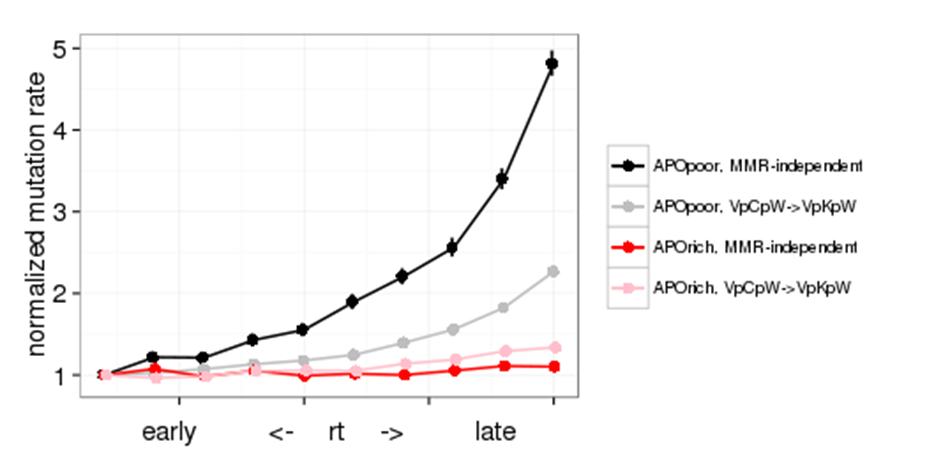 normalized mutation rate
5
4
3
2
1
early <- rt -> late
APOpoor, MMR-independent
APOpoor, VpCpW->VpKpW
APOrich, MMR-independent
APOrich, VpCpW->VpKpW